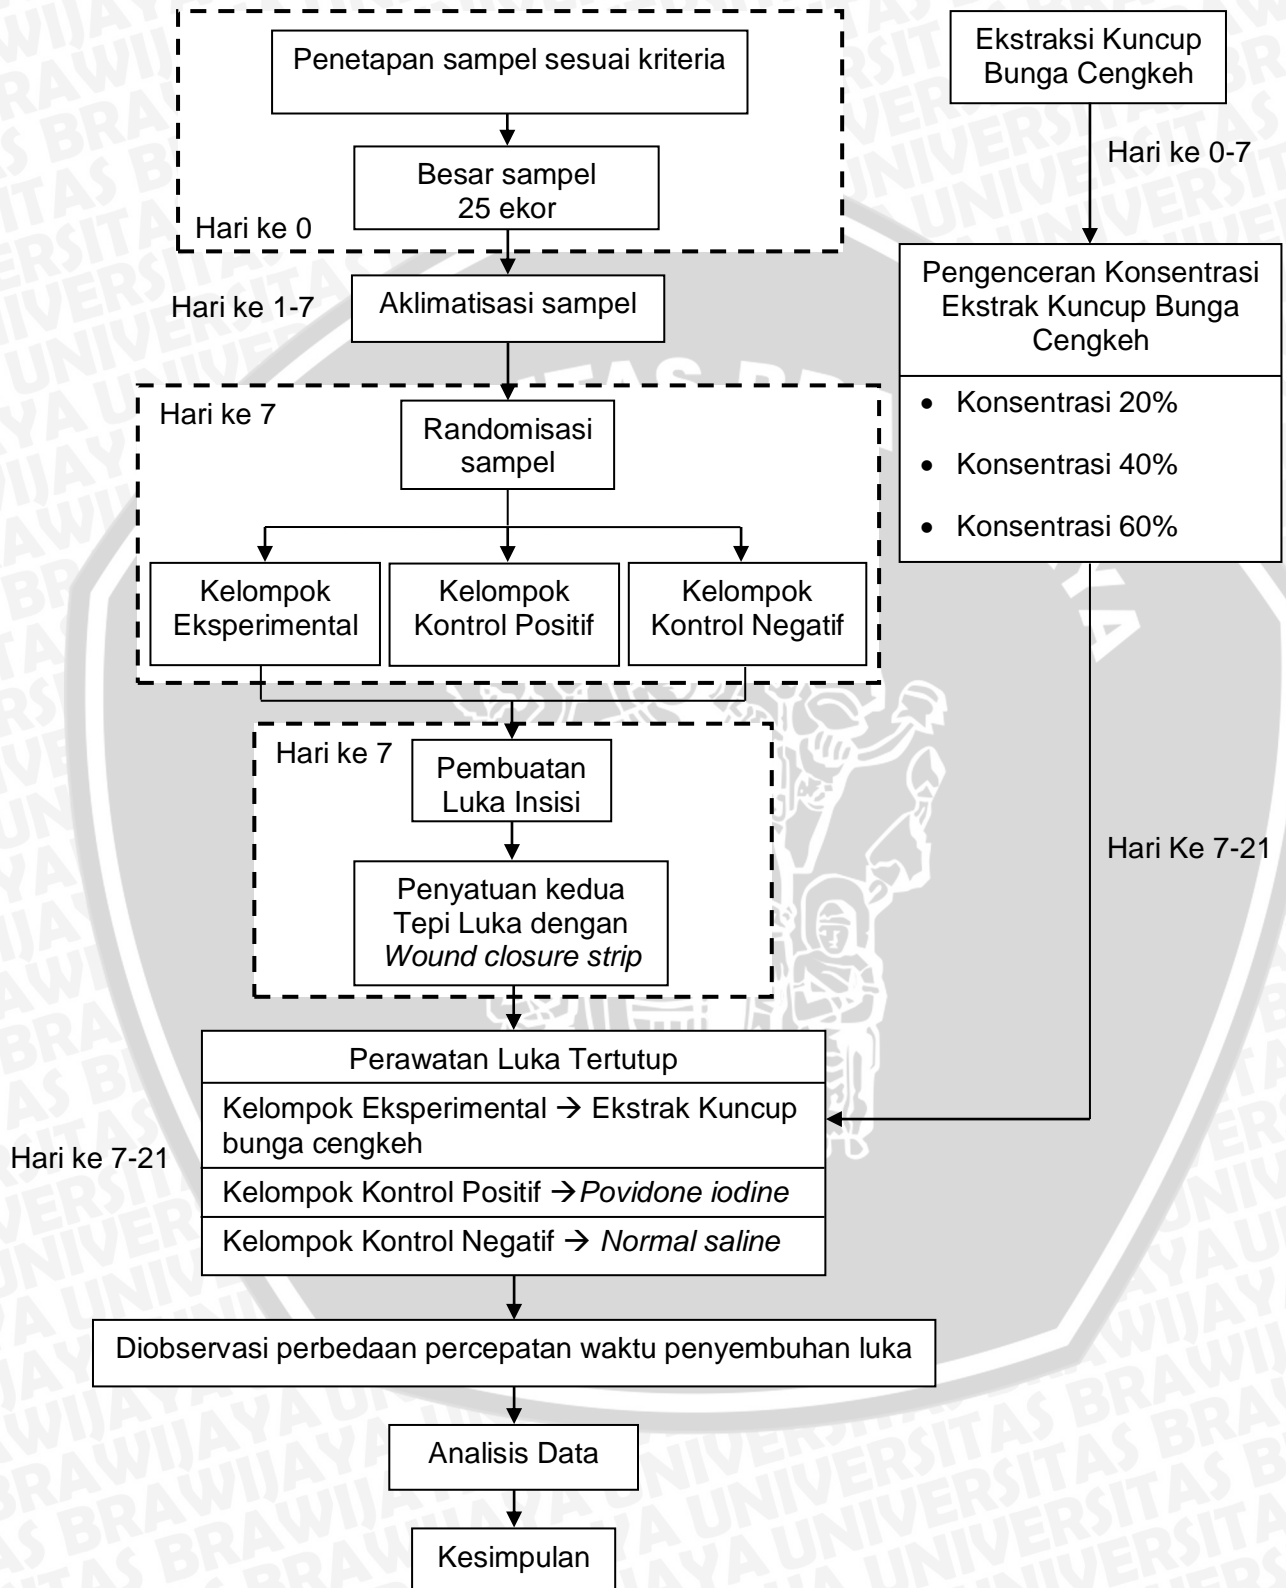 Penetapan sampel sesuai kriteria
Besar sampel
25 ekor
Hari ke 0
Hari ke 1-7
Aklimatisasi sampel
Hari ke 7
Randomisasi
sampel
Kelompok
Eksperimental
Kelompok
Kontrol Positif
Kelompok
Kontrol Negatif
Hari ke 7
Pembuatan
Luka Insisi
Penyatuan kedua
Tepi Luka dengan
Wound closure strip
Ekstraksi Kuncup
Bunga Cengkeh
Hari ke 0-7
Pengenceran Konsentrasi
Ekstrak Kuncup Bunga
Cengkeh
• Konsentrasi 20%
• Konsentrasi 40%
• Konsentrasi 60%
Hari Ke 7-21
Hari ke 7-21
Perawatan Luka Tertutup
Kelompok Eksperimental → Ekstrak Kuncup
bunga cengkeh
Kelompok Kontrol Positif →Povidone iodine
Kelompok Kontrol Negatif → Normal saline
Diobservasi perbedaan percepatan waktu penyembuhan luka
Analisis Data
Kesimpulan